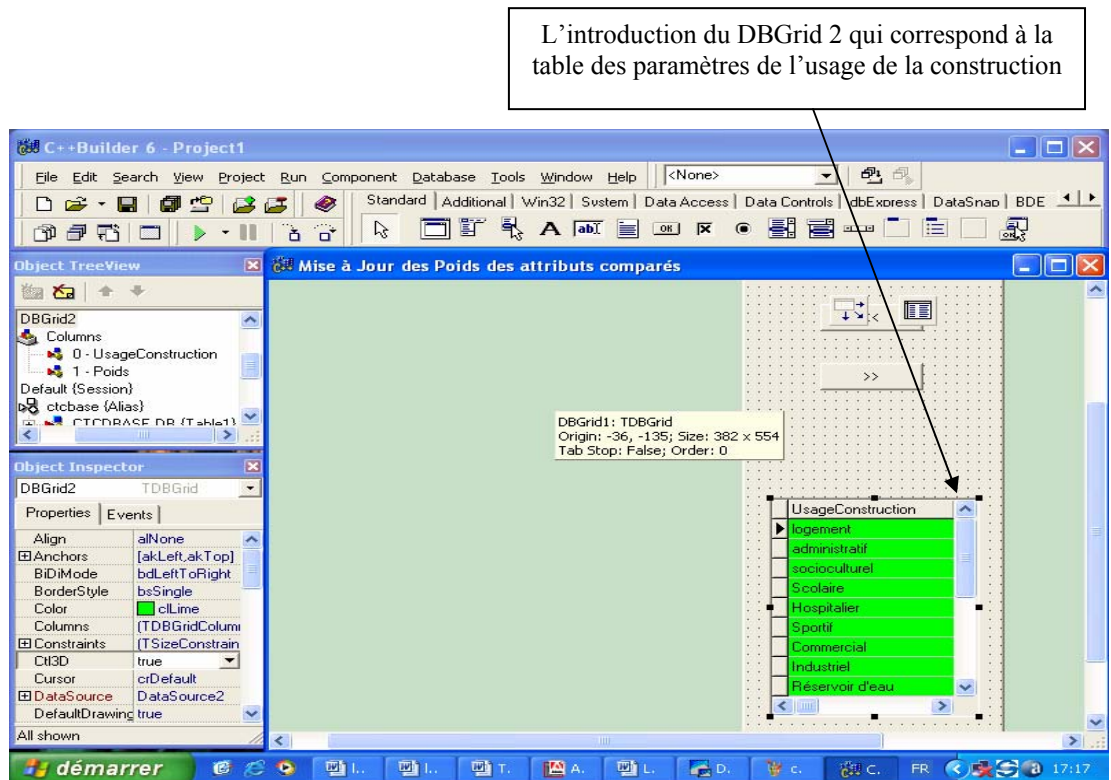 L'introduction du DBGrid 2 qui correspond à la
table des paramètres de l'usage de la construction
C++Builder 6 - Project1
File Edit Search View Project Run Component Database Tools Window Help <None>
Standard Additional Win32 System Data Access Data Controls dbExpress DataSnap BDE
Object TreeView
Mise à Jour des Poids des attributs comparés
DBGrid2
Columns
0 - UsageConstruction
1 - Poids
Default {Session}
ctcbase {Alias}
CTCDBASE.DB {Table1}
>>
DBGrid1: TDBGrid
Origin: -36, -135; Size: 382 x 554
Tab Stop: False; Order: 0
Object Inspector
DBGrid2 TDBGrid
Properties Events
Align alNone
Anchors [akLeft,akTop]
BiDiMode bdLeftToRight
BorderStyle bsSingle
Color clLime
Columns (TDBGridColumn
Constraints (TSizeConstrain
Ctl3D true
Cursor crDefault
DataSource DataSource2
DefaultDrawing true
All shown
UsageConstruction
logement
administratif
socioculturel
Scolaire
Hospitalier
Sportif
Commercial
Industriel
Réservoir d'eau
démarrer I.. I.. T. A. L. D. c. C. FR 17:17